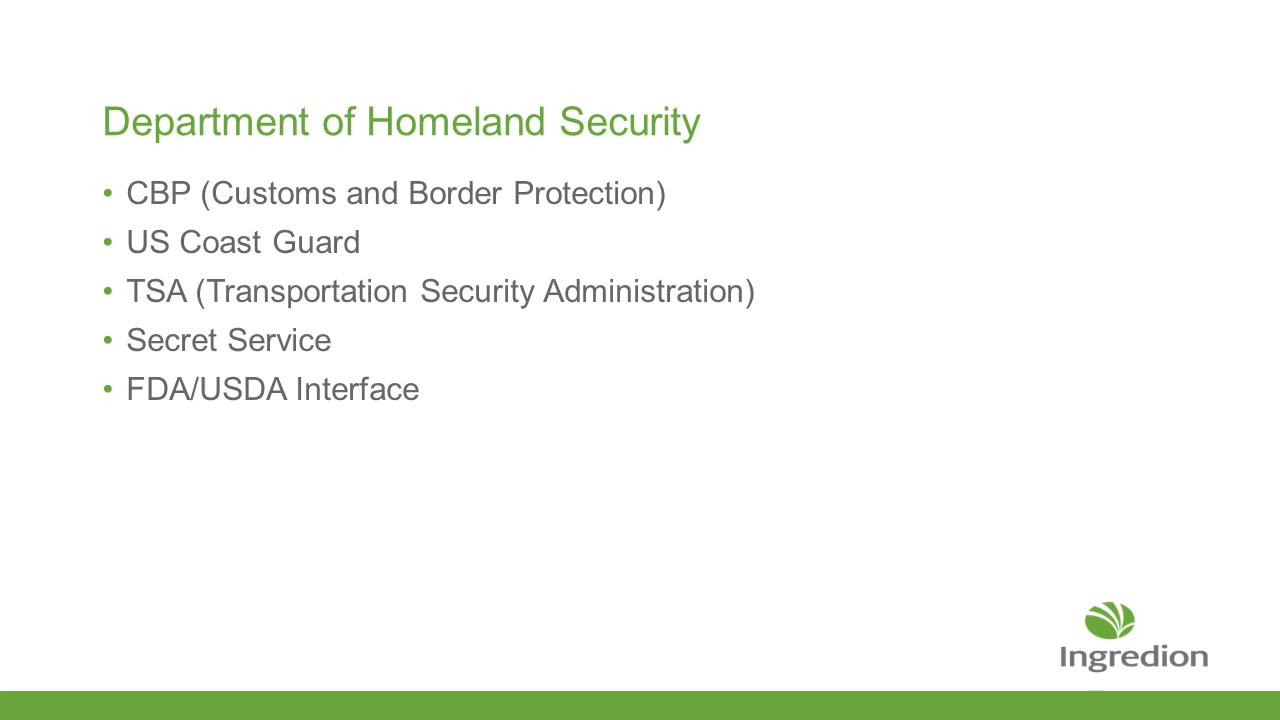 Department of Homeland Security
• CBP (Customs and Border Protection)
• US Coast Guard
• TSA (Transportation Security Administration)
• Secret Service
• FDA/USDA Interface
Ingredion